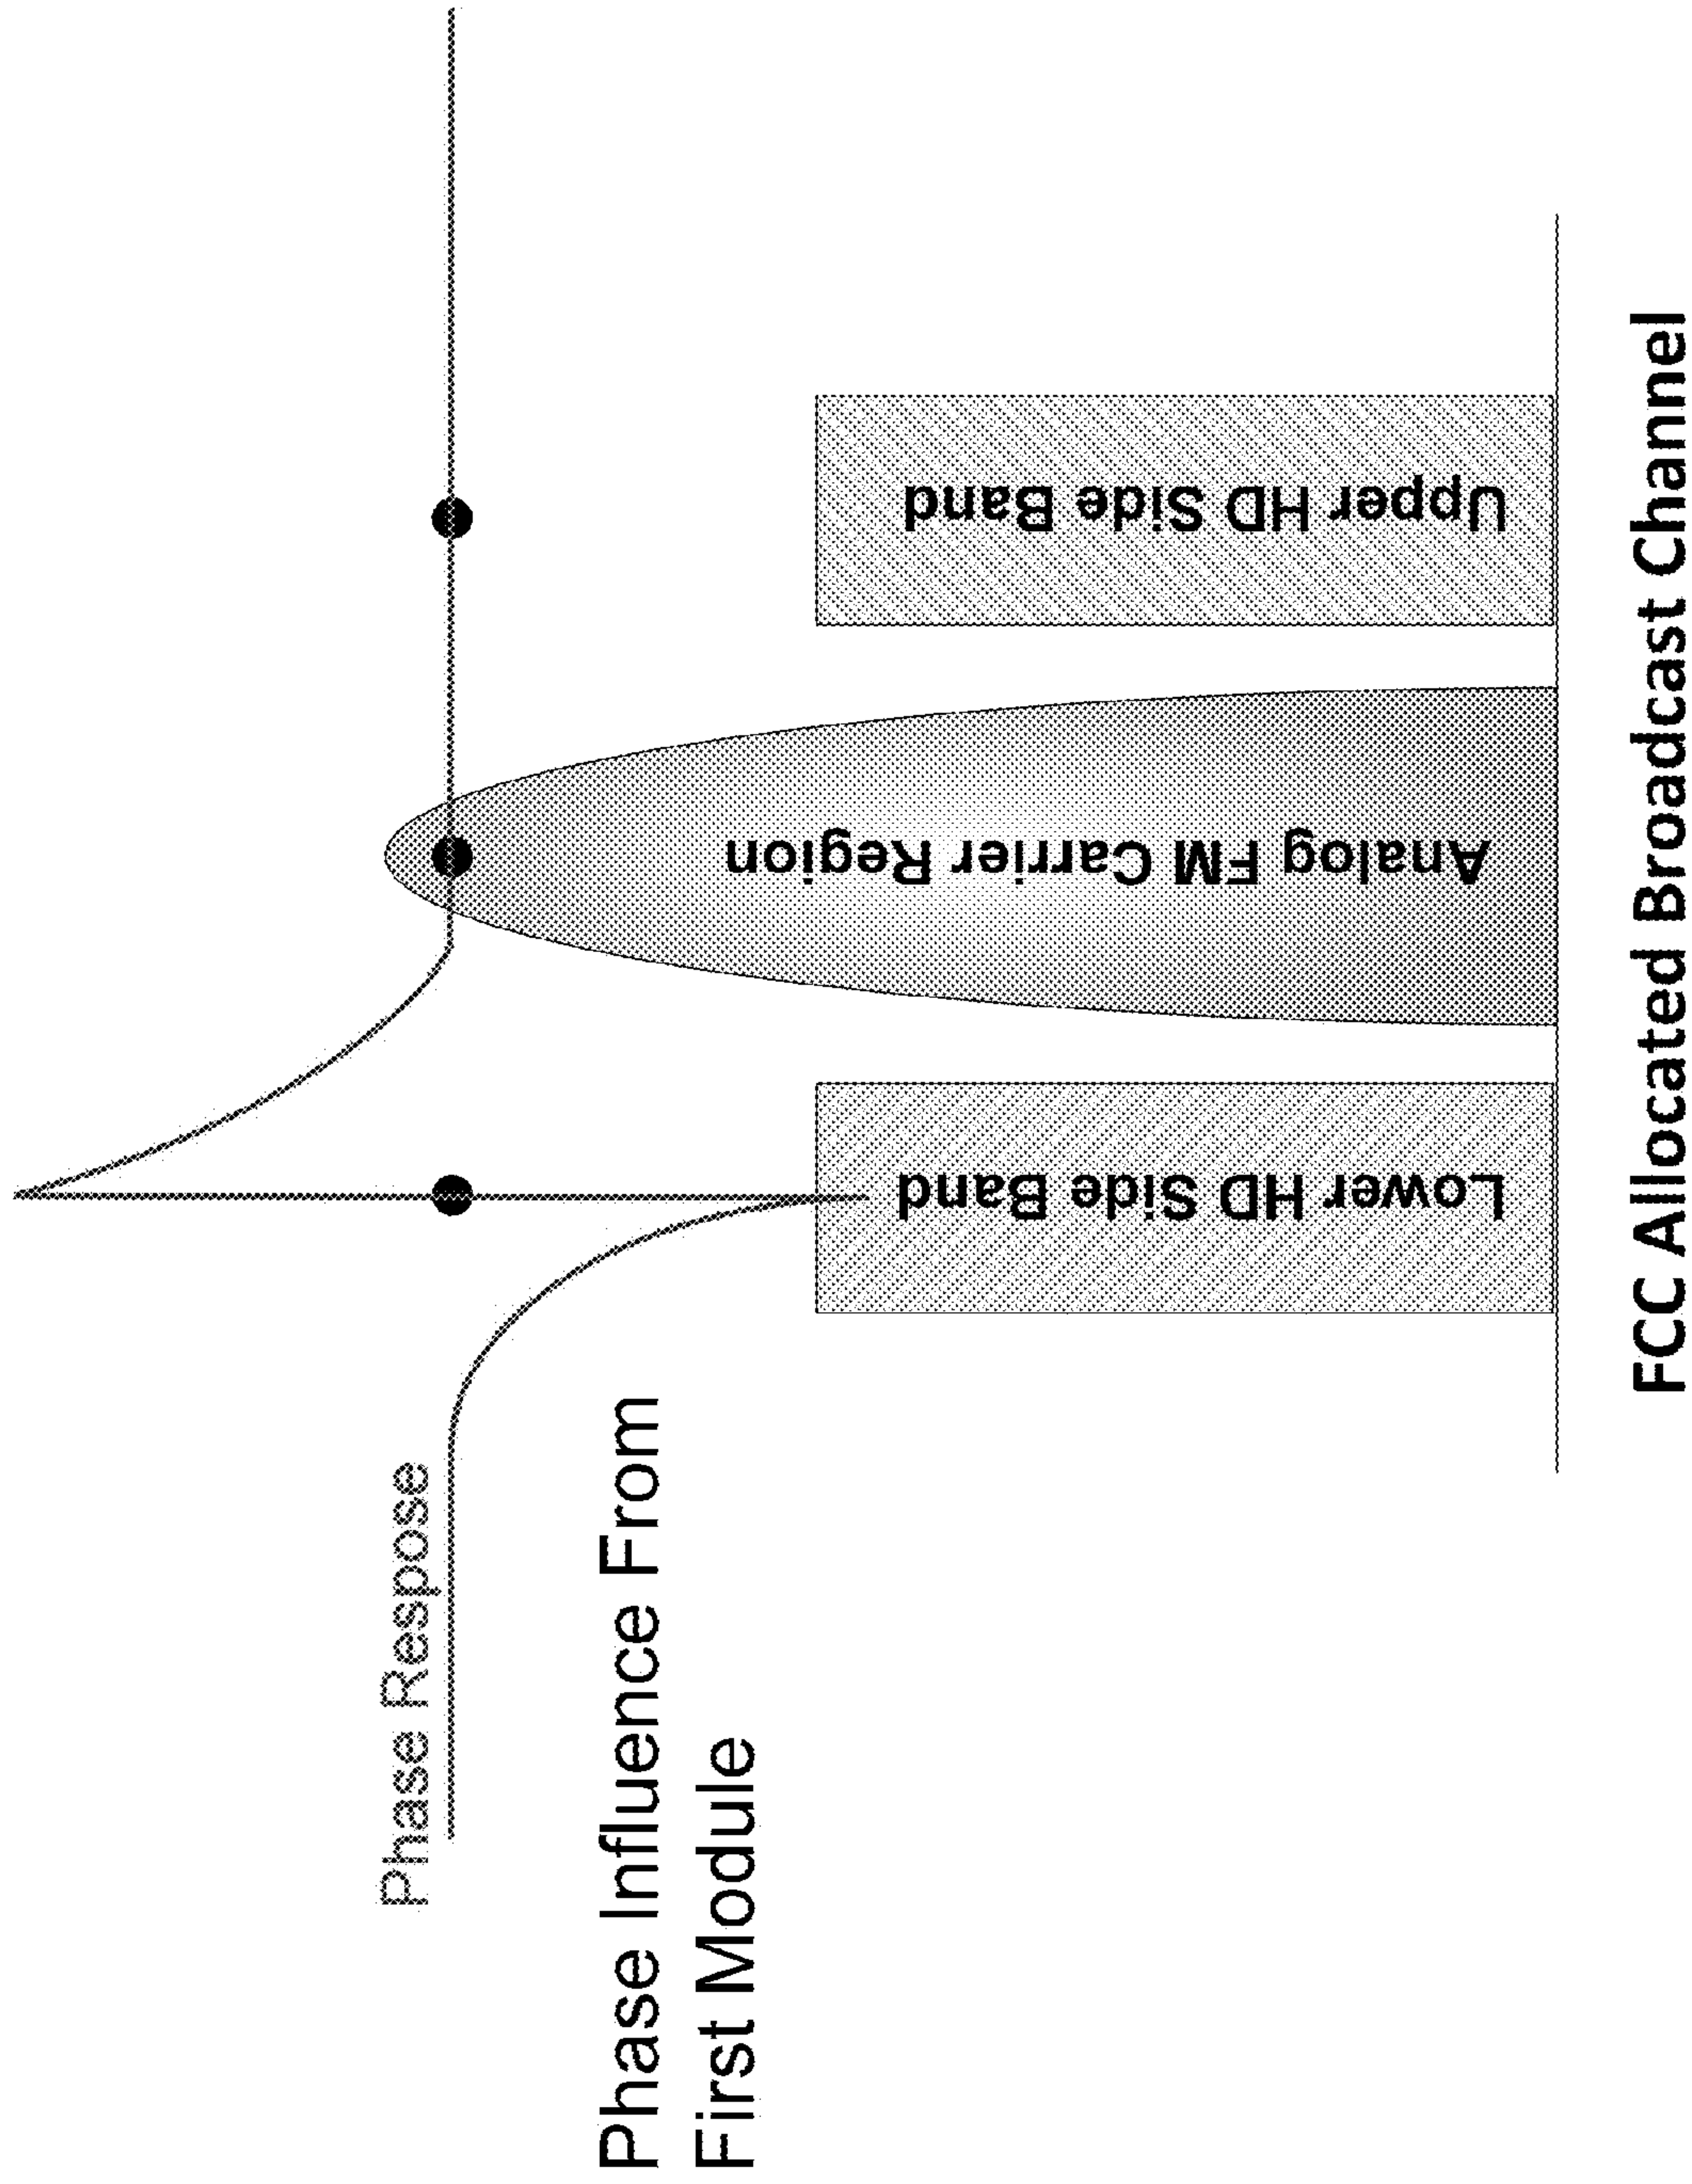 Phase Respose
Phase Influence From
First Module
Lower HD Side Band
Analog FM Carrier Region
Upper HD Side Band
FCC Allocated Broadcast Channel